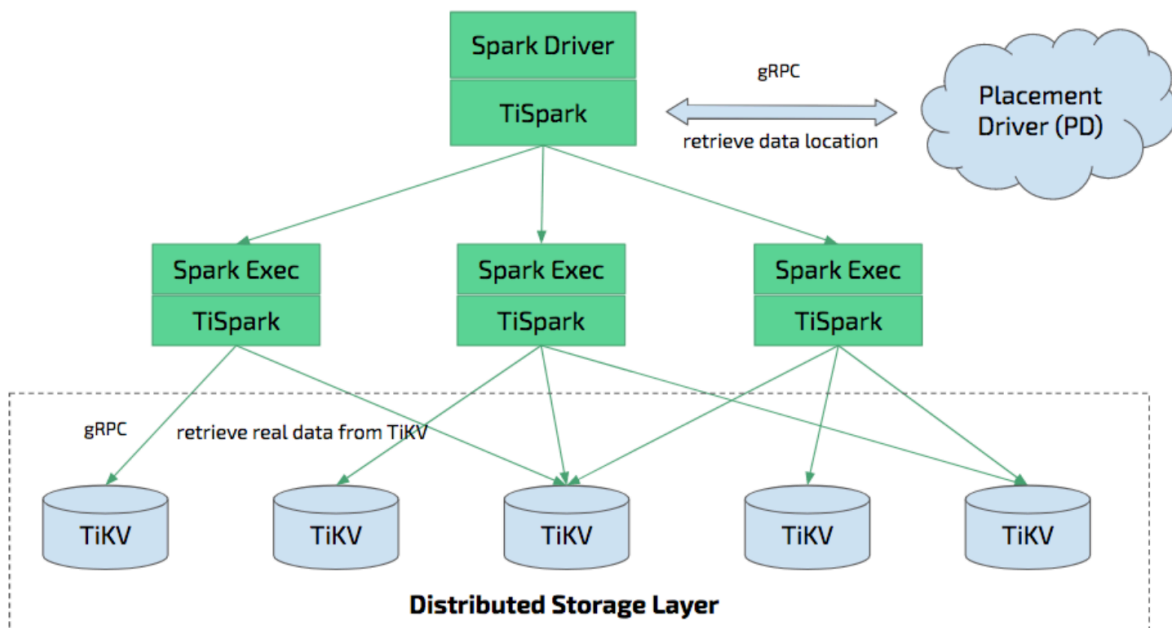 Spark Driver
TiSpark
gRPC
retrieve data location
Placement
Driver (PD)
Spark Exec
TiSpark
Spark Exec
TiSpark
Spark Exec
TiSpark
gRPC
retrieve real data from TiKV
TiKV
TiKV
TiKV
TiKV
TiKV
Distributed Storage Layer